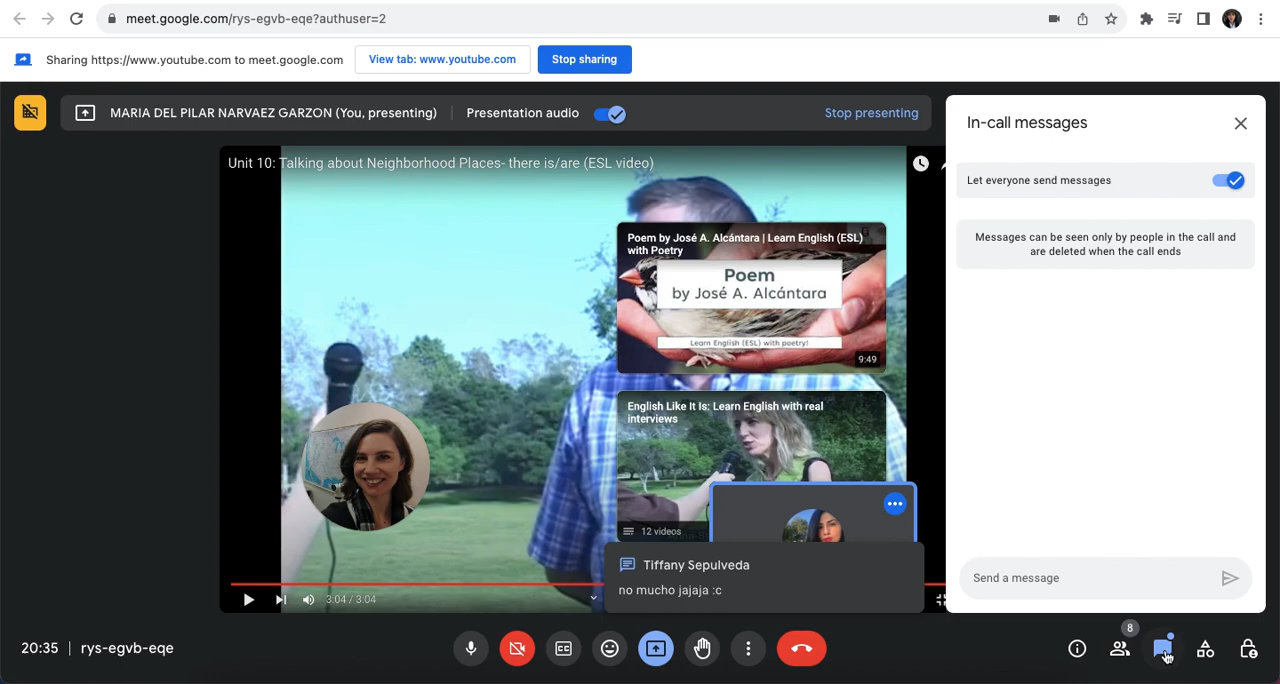 meet.google.com/rys-egvb-eqe?authuser=2
Sharing https://www.youtube.com to meet.google.com
View tab: www.youtube.com
Stop sharing
MARIA DEL PILAR NARVAEZ GARZON (You, presenting)
Presentation audio
Stop presenting
Unit 10: Talking about Neighborhood Places- there is/are (ESL video)
Poem by José A. Alcántara | Learn English (ESL)
with Poetry
Poem
by José A. Alcántara
Learn English (ESL) with poetry!
9:49
English Like It Is: Learn English with real
interviews
12 videos
Tiffany Sepulveda
no mucho jajaja :c
3:04 / 3:04
In-call messages
Let everyone send messages
Messages can be seen only by people in the call and
are deleted when the call ends
Send a message
20:35
rys-egvb-eqe
8